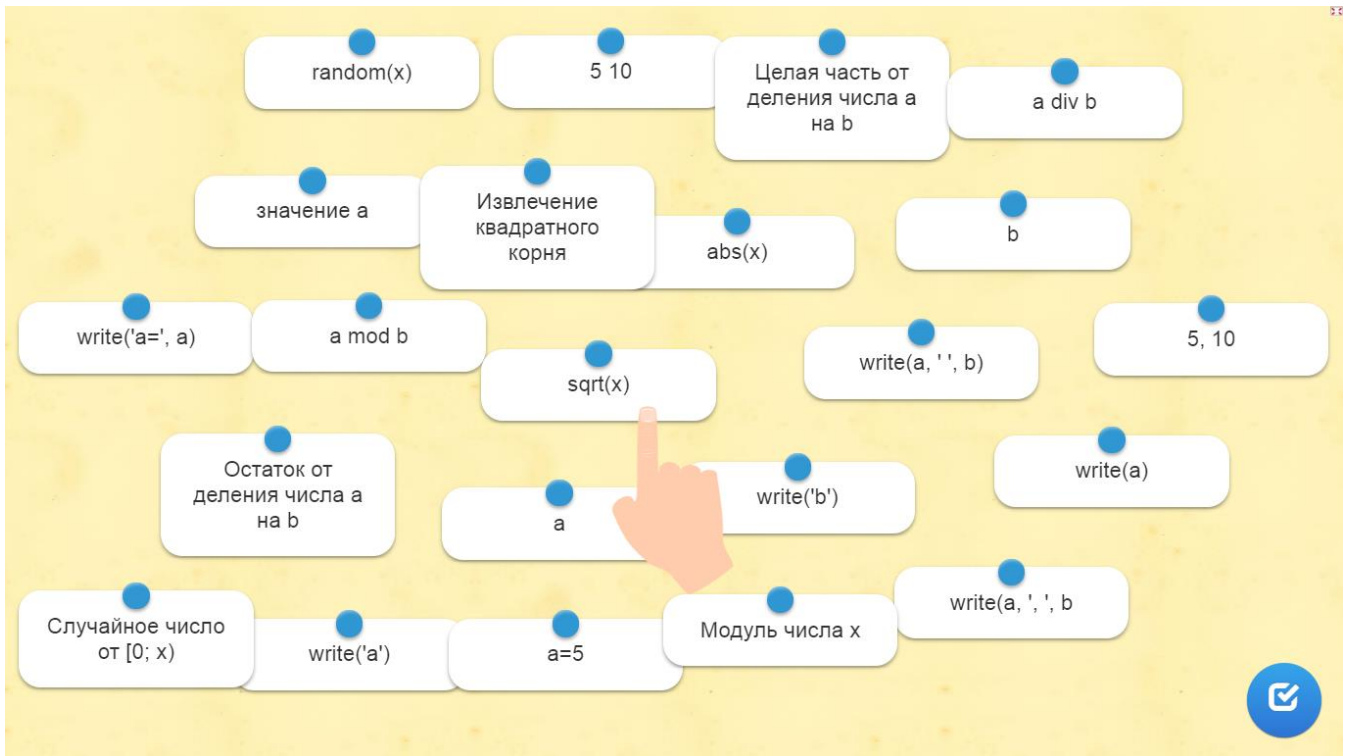 random(x)
5 10
Целая часть от
деления числа а
на b
a div b
значение а
Извлечение
квадратного
корня
abs(x)
b
write('a=', a)
a mod b
sqrt(x)
write(a, ' ', b)
5, 10
Остаток от
деления числа а
на b
a
write('b')
write(a)
Случайное число
от [0; x)
write('a')
a=5
Модуль числа х
write(a, ', ', b